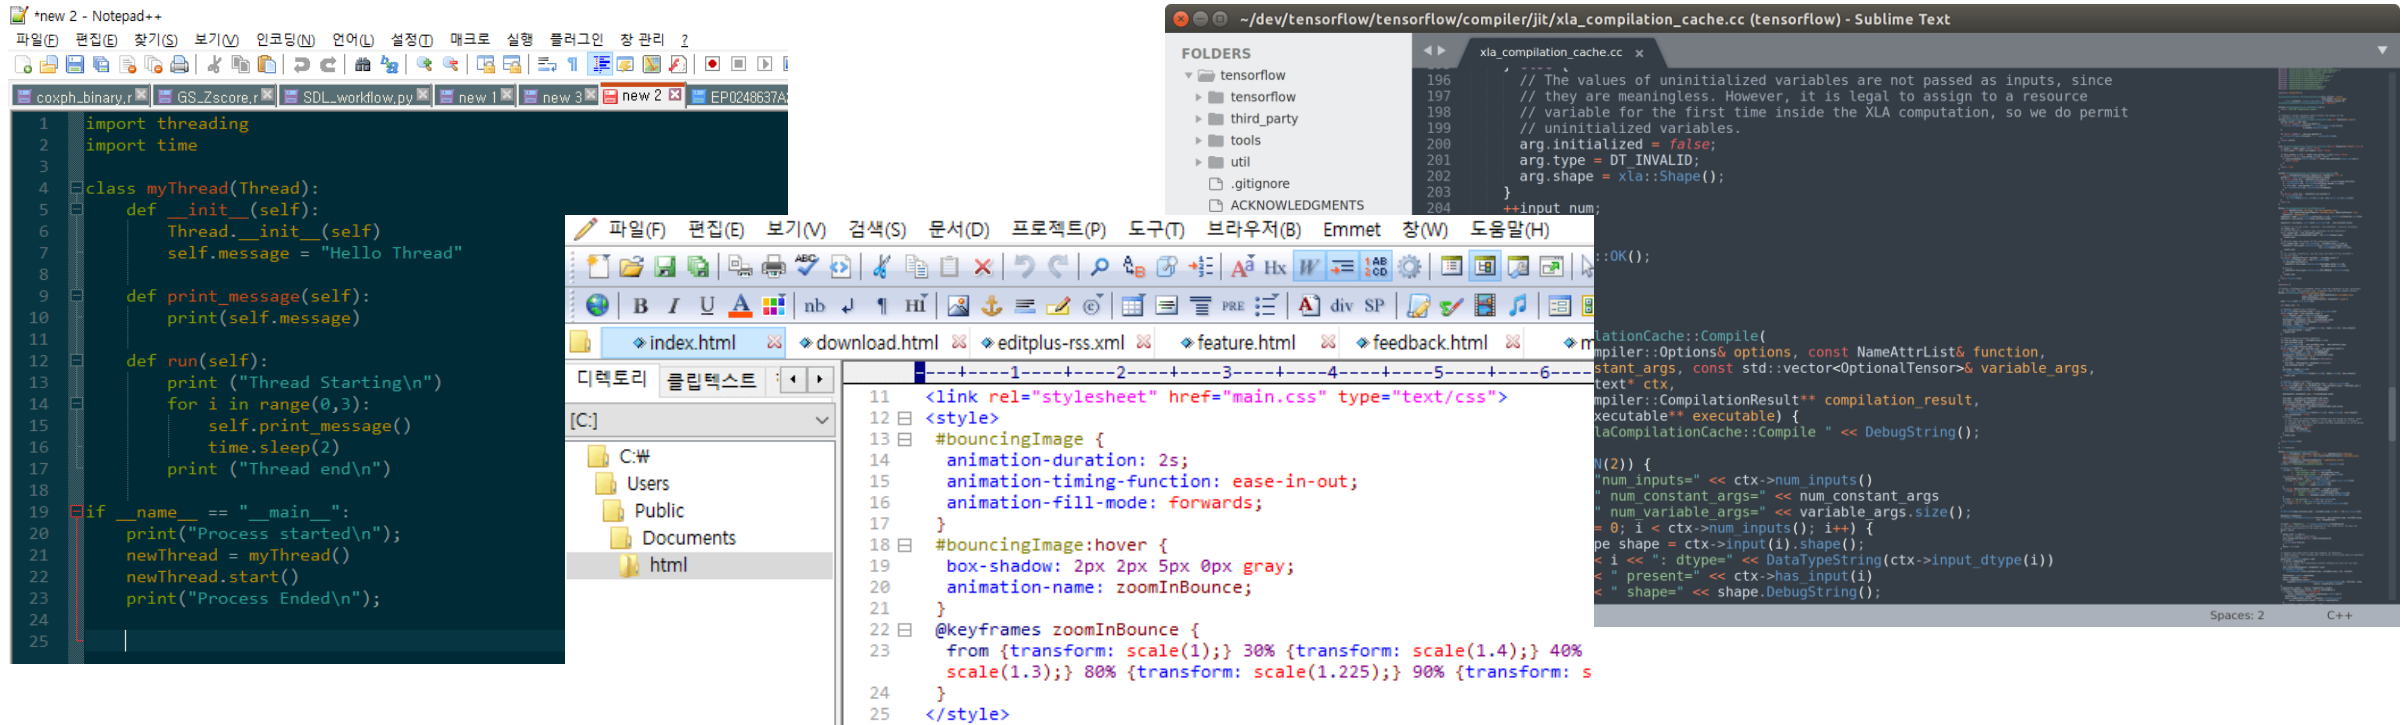 *new 2 - Notepad++
파일(F) 편집(E) 찾기(S) 보기(V) 인코딩(N) 언어(L) 설정(T) 매크로 실행 플러그인 창 관리 ?
coxph_binary,r GS_Zscore,r SDL_workflow,py new 1 new 3 new 2 EP0248637A
1 import threading
2 import time
3
4 class myThread(Thread):
5 def __init__(self):
6 Thread.__init__(self)
7 self.message = "Hello Thread"
8
9 def print_message(self):
10 print(self.message)
11
12 def run(self):
13 print ("Thread Starting\n")
14 for i in range(0,3):
15 self.print_message()
16 time.sleep(2)
17 print ("Thread end\n")
18
19 if __name__ == "__main__":
20 print("Process started\n");
21 newThread = myThread()
22 newThread.start()
23 print("Process Ended\n");
24
25
파일(F) 편집(E) 보기(V) 검색(S) 문서(D) 프로젝트(P) 도구(T) 브라우저(B) Emmet 창(W) 도움말(H)
ABC A B A Hx W 1AB 2CD
B I U A nb ¶ HI © PRE A div SP
index.html download.html editplus-rss.xml feature.html feedback.html m
디렉토리 클립텍스트
[C:]
C:₩
Users
Public
Documents
html
----+----1----+----2----+----3----+----4----+----5----+----6-
11 <link rel="stylesheet" href="main.css" type="text/css">
12 <style>
13 #bouncingImage {
14 animation-duration: 2s;
15 animation-timing-function: ease-in-out;
16 animation-fill-mode: forwards;
17 }
18 #bouncingImage:hover {
19 box-shadow: 2px 2px 5px 0px gray;
20 animation-name: zoomInBounce;
21 }
22 @keyframes zoomInBounce {
23 from {transform: scale(1);} 30% {transform: scale(1.4);} 40%
scale(1.3);} 80% {transform: scale(1.225);} 90% {transform: s
24 }
25 </style>
~/dev/tensorflow/tensorflow/compiler/jit/xla_compilation_cache.cc (tensorflow) - Sublime Text
FOLDERS
tensorflow
tensorflow
third_party
tools
util
.gitignore
ACKNOWLEDGMENTS
xla_compilation_cache.cc
196 // The values of uninitialized variables are not passed as inputs, since
197 // they are meaningless. However, it is legal to assign to a resource
198 // variable for the first time inside the XLA computation, so we do permit
199 // uninitialized variables.
200 arg.initialized = false;
201 arg.type = DT_INVALID;
202 arg.shape = xla::Shape();
203 }
204 ++input_num;
::OK();
lationCache::Compile(
mpiler::Options& options, const NameAttrList& function,
stant_args, const std::vector<OptionalTensor>& variable_args,
text* ctx,
mpiler::CompilationResult** compilation_result,
xecutable** executable) {
laCompilationCache::Compile " << DebugString();
N(2)) {
"num_inputs=" << ctx->num_inputs()
" num_constant_args=" << num_constant_args
" num_variable_args=" << variable_args.size();
= 0; i < ctx->num_inputs(); i++) {
pe shape = ctx->input(i).shape();
< i << ": dtype=" << DataTypeString(ctx->input_dtype(i))
< " present=" << ctx->has_input(i)
< " shape=" << shape.DebugString();
Spaces: 2 C++